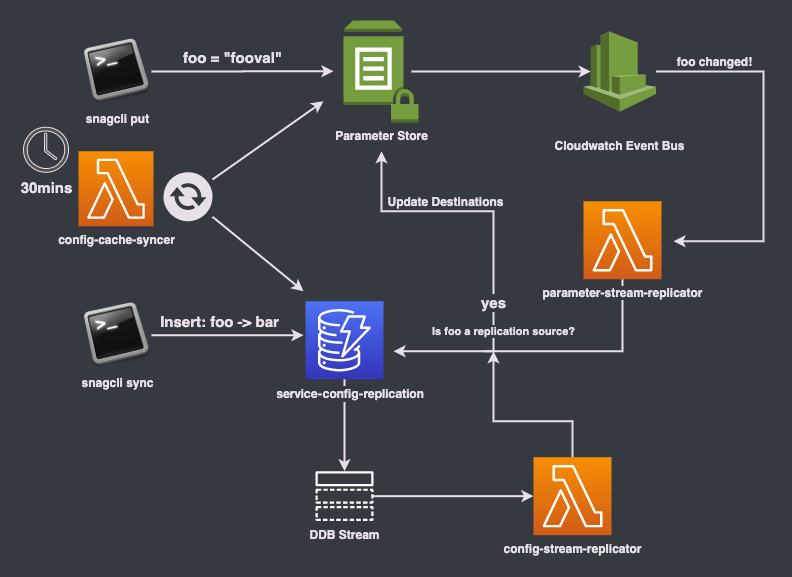 foo = "fooval"
foo changed!
>_
snagcli put
Parameter Store
Cloudwatch Event Bus
30mins
Update Destinations
config-cache-syncer
parameter-stream-replicator
yes
>_
Insert: foo -> bar
Is foo a replication source?
snagcli sync
service-config-replication
DDB Stream
config-stream-replicator